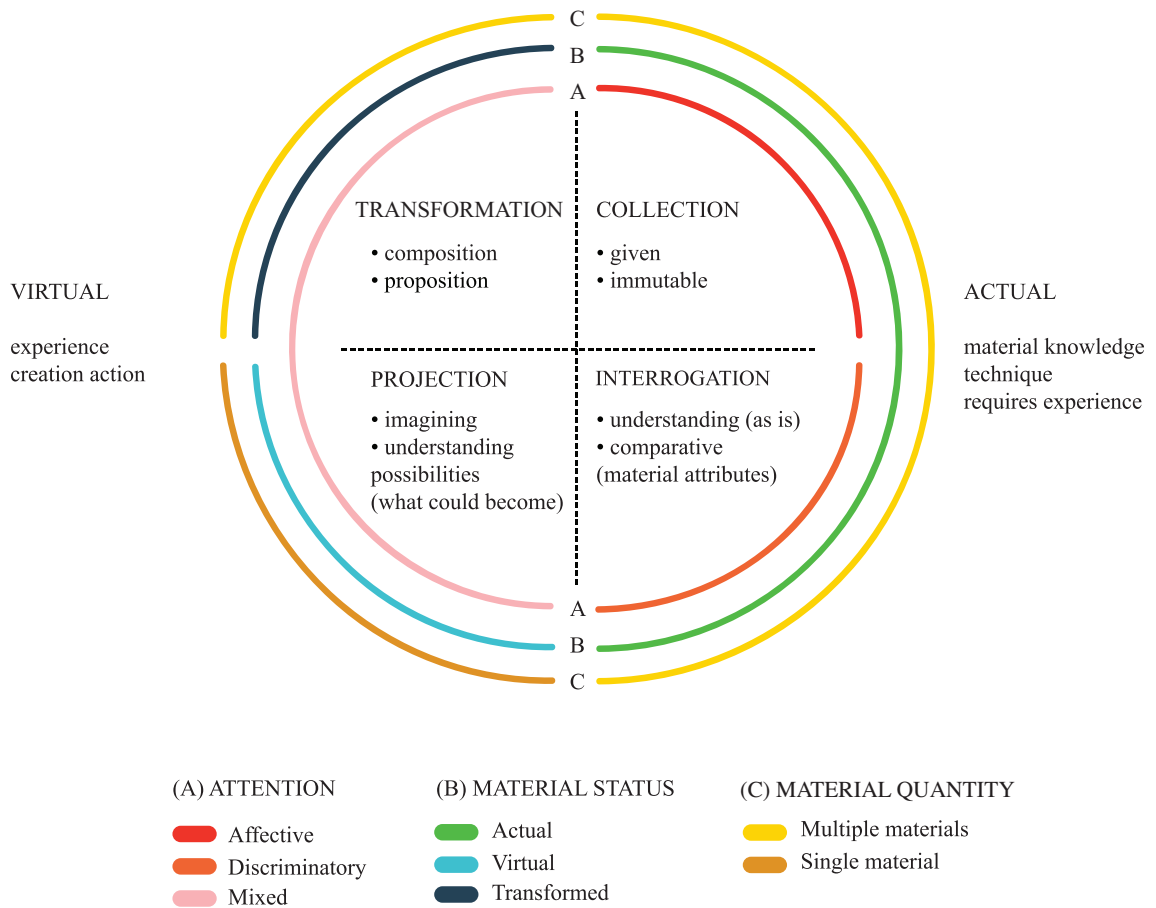 C
B
A
TRANSFORMATION
• composition
• proposition
COLLECTION
• given
• immutable
VIRTUAL
experience
creation action
ACTUAL
material knowledge
technique
requires experience
PROJECTION
• imagining
• understanding
possibilities
(what could become)
INTERROGATION
• understanding (as is)
• comparative
(material attributes)
A
B
C
(A) ATTENTION
Affective
Discriminatory
Mixed
(B) MATERIAL STATUS
Actual
Virtual
Transformed
(C) MATERIAL QUANTITY
Multiple materials
Single material